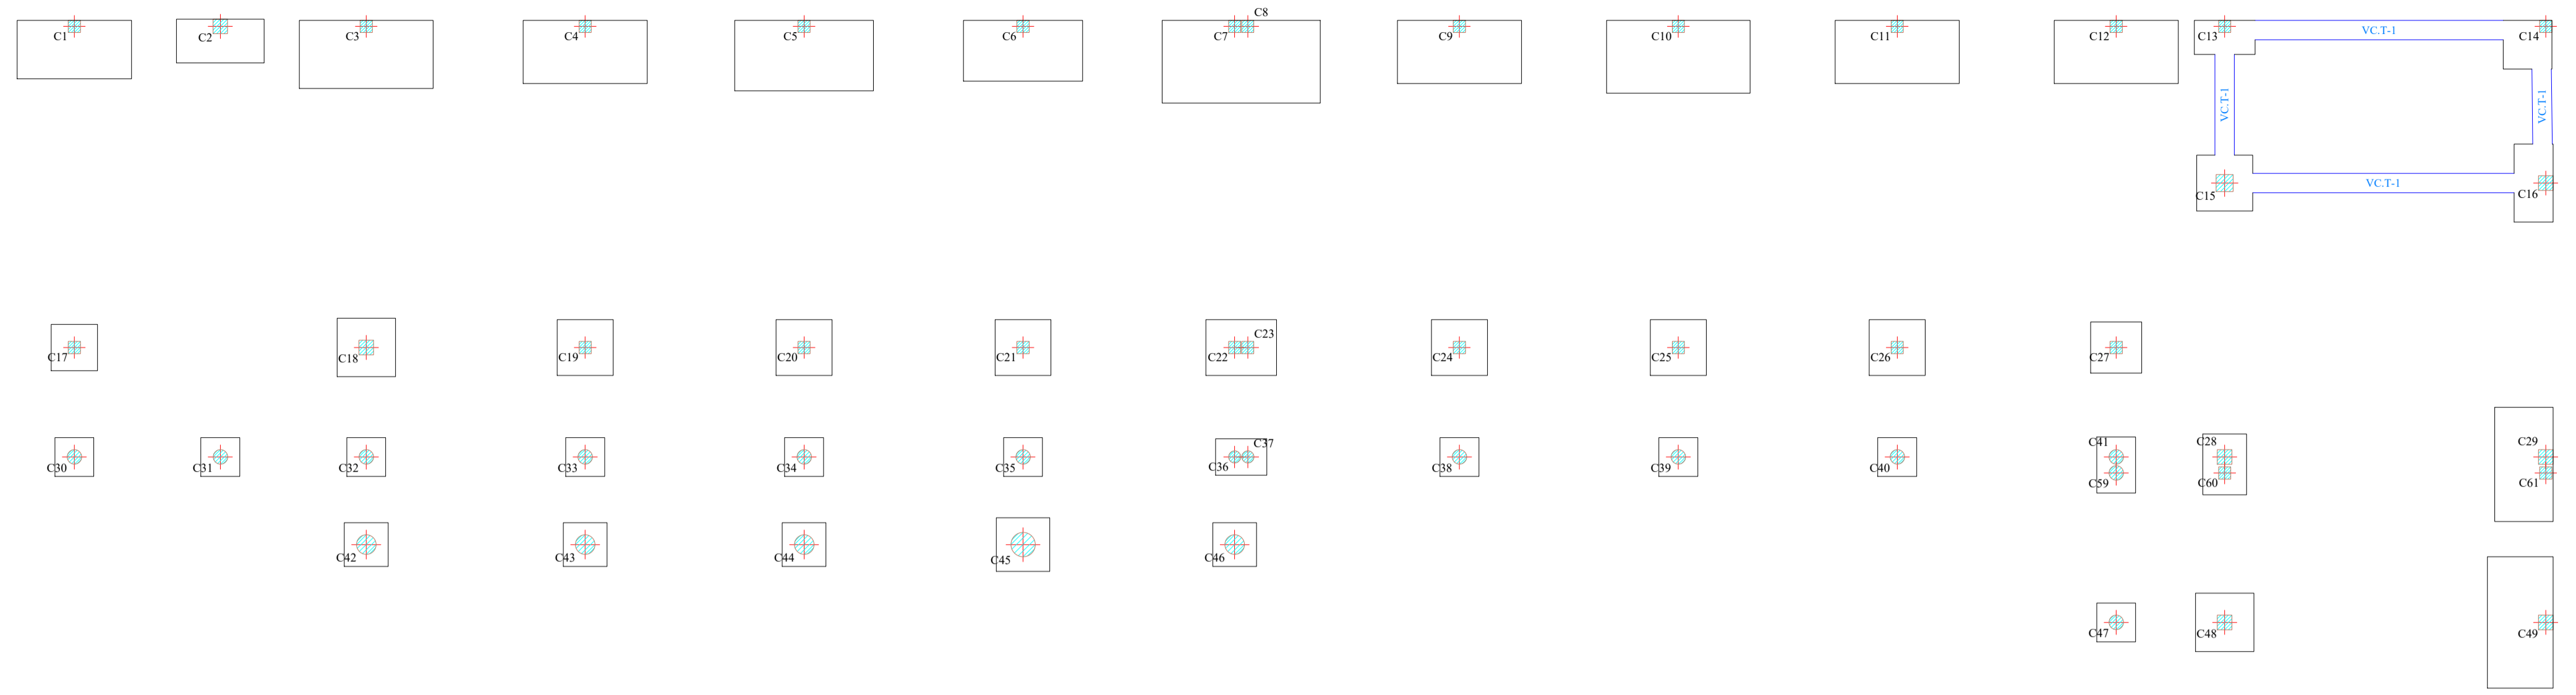 C1 C2 C3 C4 C5 C6 C7 C8 C9 C10 C11 C12 C13 VC.T-1 C14
VC.T-1 VC.T-1
C15 VC.T-1 C16
C17 C18 C19 C20 C21 C22 C23 C24 C25 C26 C27
C30 C31 C32 C33 C34 C35 C36 C37 C38 C39 C40 C41 C28 C29
C59 C60 C61
C42 C43 C44 C45 C46
C47 C48 C49